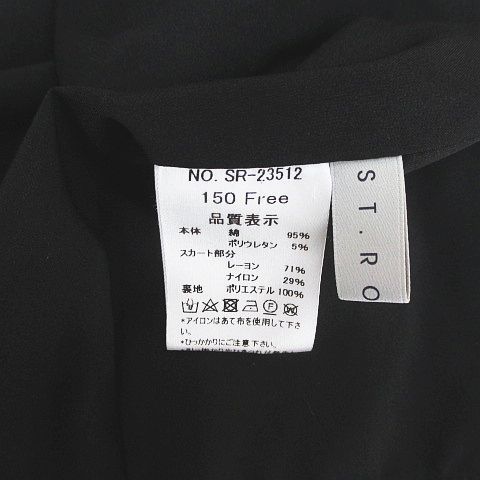 NO. SR-23512
150 Free
品質表示
本体 綿 95%
ポリウレタン 5%
スカート部分
レーヨン 71%
ナイロン 29%
裏地 ポリエステル 100%
*アイロンはあて布を使用して下さ
い。
*ひっかかりにご注意下さい。
ST.RO